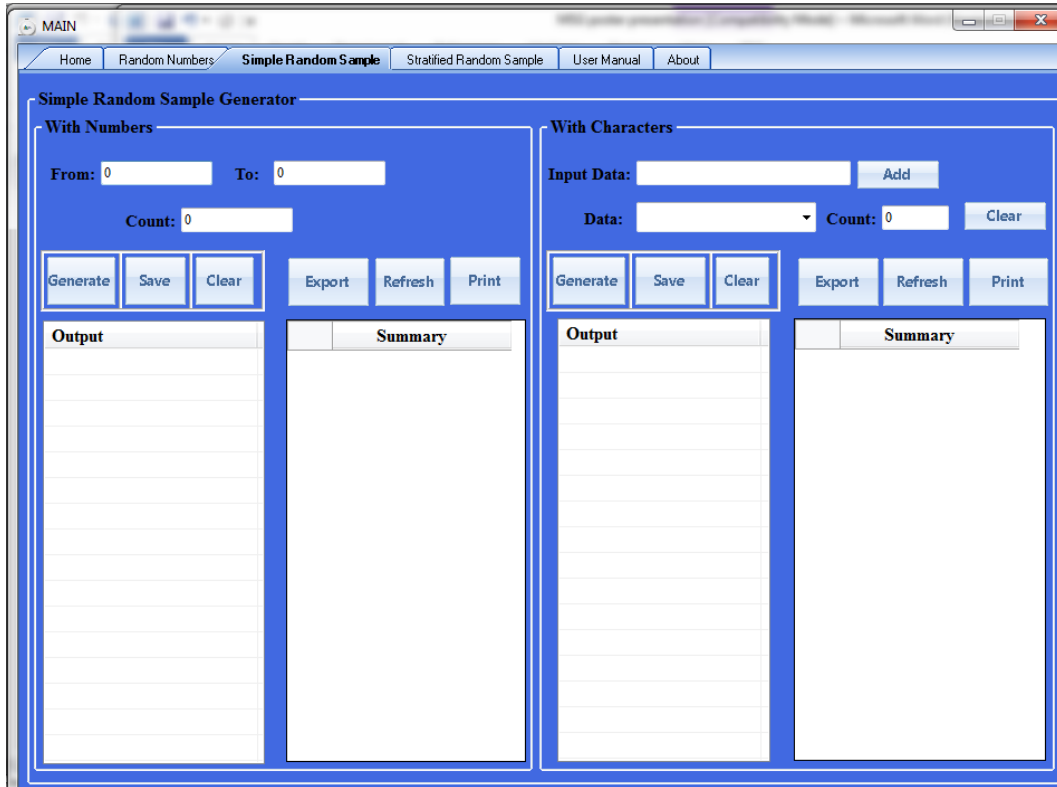 MAIN
Home Random Numbers Simple Random Sample Stratified Random Sample User Manual About
Simple Random Sample Generator
With Numbers
From: 0 To: 0
Count: 0
Generate Save Clear Export Refresh Print
Output
Summary
With Characters
Input Data: Add
Data: Count: 0 Clear
Generate Save Clear Export Refresh Print
Output
Summary